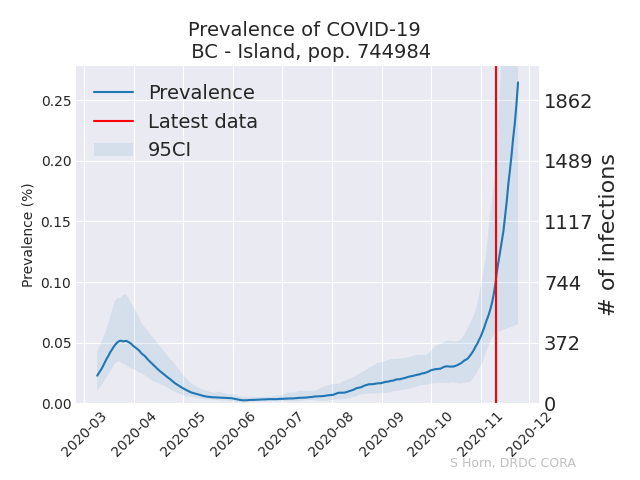 Prevalence of COVID-19
BC - Island, pop. 744984
Prevalence
Latest data
95CI
Prevalence (%)
0.25
0.20
0.15
0.10
0.05
0.00
1862
1489
1117
744
372
0
# of infections
2020-03
2020-04
2020-05
2020-06
2020-07
2020-08
2020-09
2020-10
2020-11
2020-12
S Horn, DRDC CORA